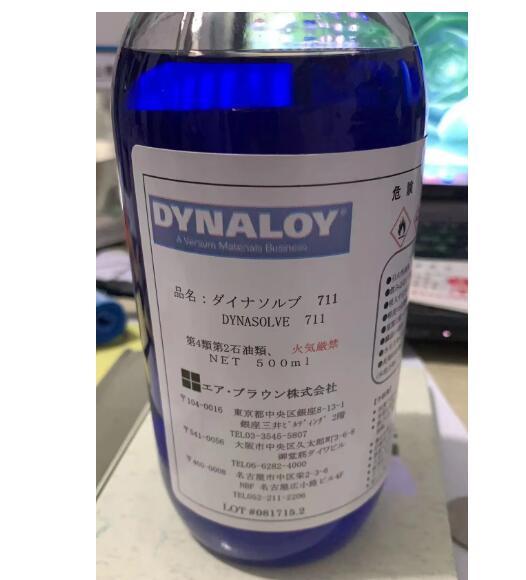 DYNALOY®
A Versum Materials Business
品名：ダイナソルブ 711
DYNASOLVE 711
第4類第2石油類、 火気厳禁
NET 500ml
エア・ブラウン株式会社
〒104-0016 東京都中央区銀座8-13-1
銀座三井ビルディング 2階
TEL03-3545-5807
〒541-0056 大阪市中央区久太郎町3-6-8
御堂筋ダイワビル
TEL06-6282-4000
〒460-0008 名古屋市中区栄2-3-6
NBF 名古屋広小路ビル4F
TEL052-211-2206
LOT #081715.2
危 険